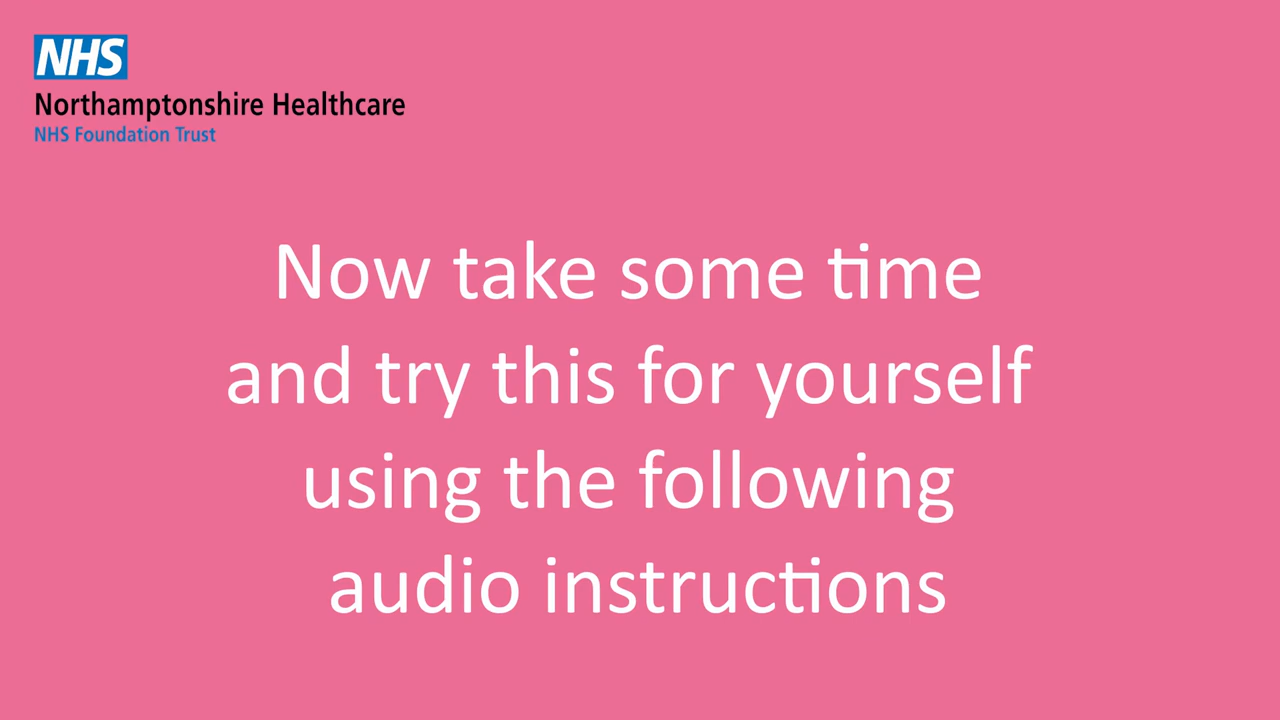 NHS
Northamptonshire Healthcare
NHS Foundation Trust
Now take some time
and try this for yourself
using the following
audio instructions